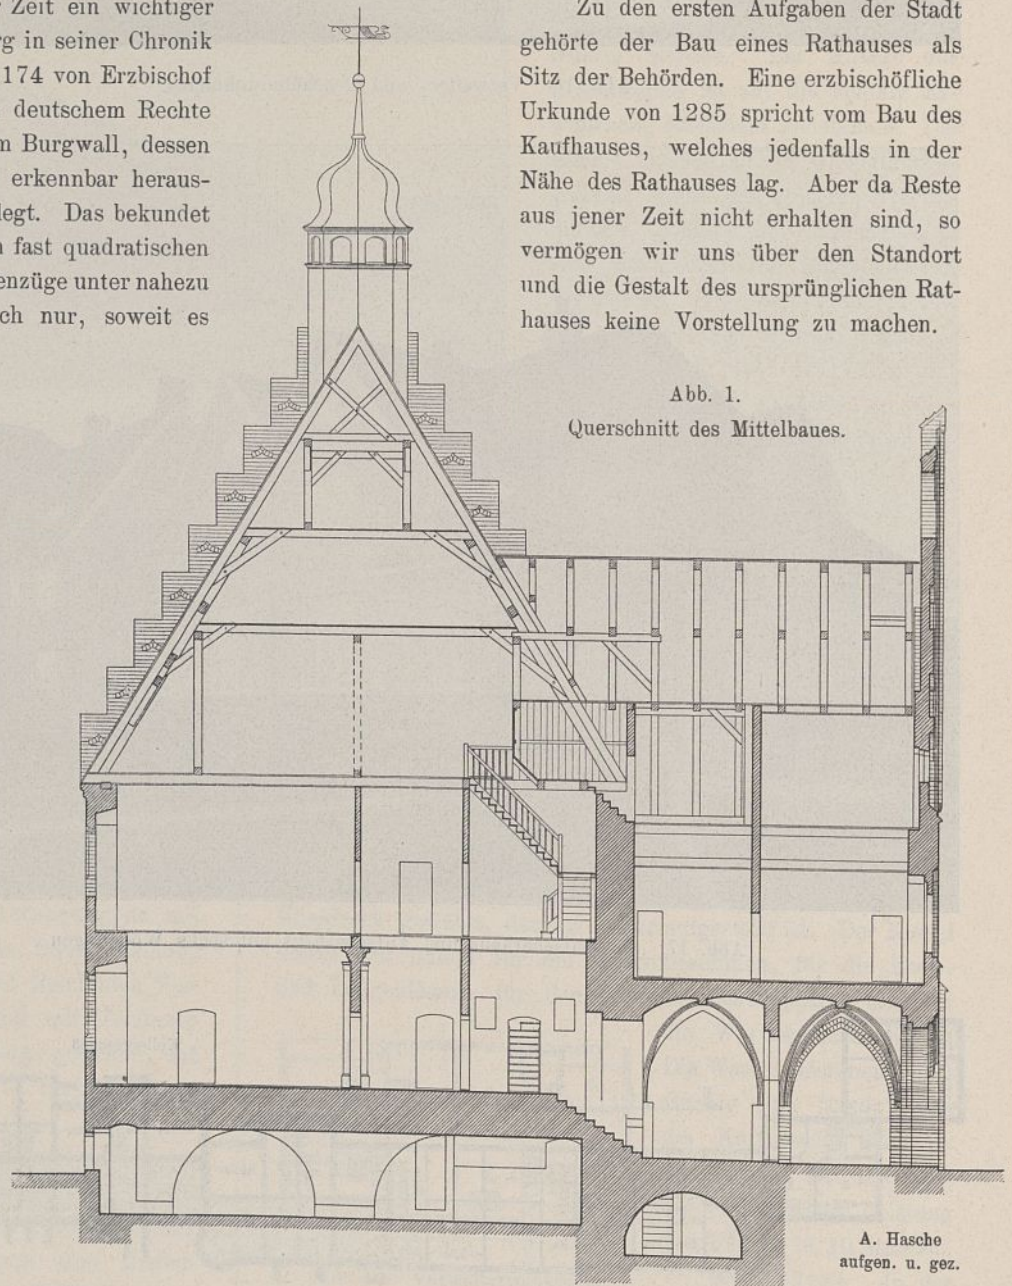 Zeit ein wichtiger
rg in seiner Chronik
174 von Erzbischof
deutschem Rechte
m Burgwall, dessen
erkennbar heraus-
legt. Das bekundet
n fast quadratischen
enzüge unter nahezu
ch nur, soweit es
Zu den ersten Aufgaben der Stadt
gehörte der Bau eines Rathauses als
Sitz der Behörden. Eine erzbischöfliche
Urkunde von 1285 spricht vom Bau des
Kaufhauses, welches jedenfalls in der
Nähe des Rathauses lag. Aber da Reste
aus jener Zeit nicht erhalten sind, so
vermögen wir uns über den Standort
und die Gestalt des ursprünglichen Rat-
hauses keine Vorstellung zu machen.
Abb. 1.
Querschnitt des Mittelbaues.
A. Hasche
aufgen. u. gez.